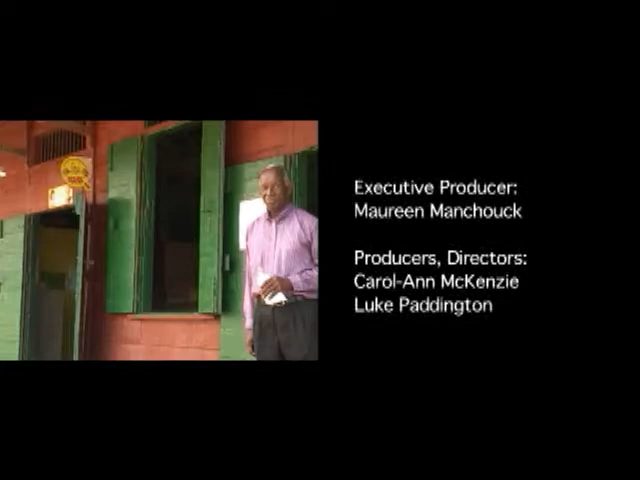 Executive Producer:
Maureen Manchouck
Producers, Directors:
Carol-Ann McKenzie
Luke Paddington